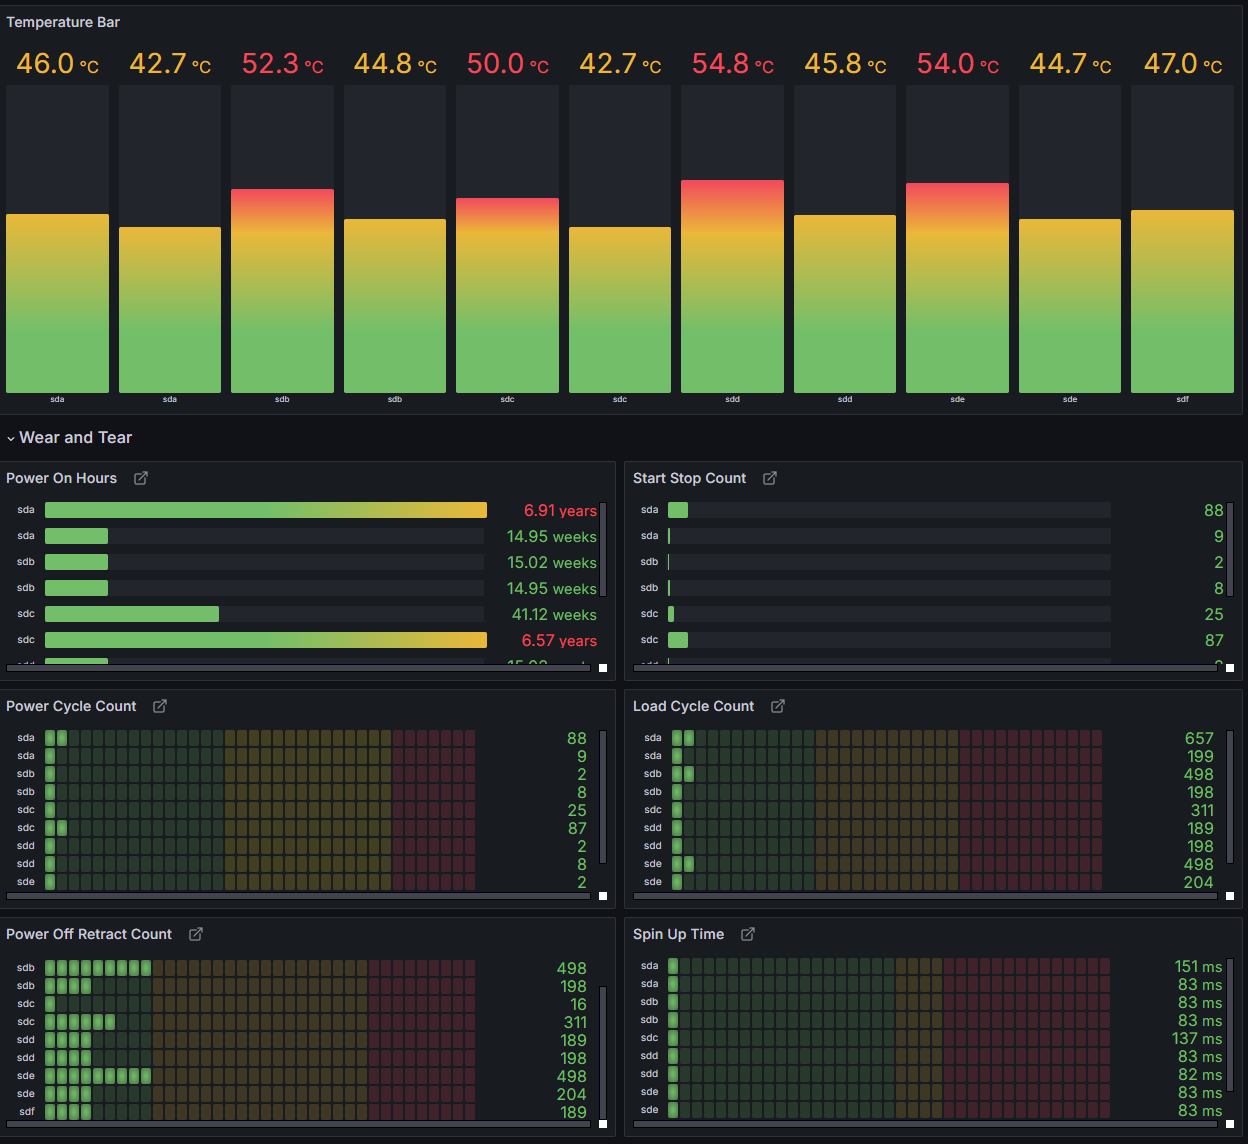 Temperature Bar
46.0 °C 42.7 °C 52.3 °C 44.8 °C 50.0 °C 42.7 °C 54.8 °C 45.8 °C 54.0 °C 44.7 °C 47.0 °C
sda sda sdb sdb sdc sdc sdd sdd sde sde sdf
Wear and Tear
Power On Hours
sda 6.91 years
sda 14.95 weeks
sdb 15.02 weeks
sdb 14.95 weeks
sdc 41.12 weeks
sdc 6.57 years
Start Stop Count
sda 88
sda 9
sdb 2
sdb 8
sdc 25
sdc 87
Power Cycle Count
sda 88
sda 9
sdb 2
sdb 8
sdc 25
sdc 87
sdd 2
sdd 8
sde 2
Load Cycle Count
sda 657
sda 199
sdb 498
sdb 198
sdc 311
sdd 189
sdd 198
sde 498
sde 204
Power Off Retract Count
sdb 498
sdb 198
sdc 16
sdc 311
sdd 189
sdd 198
sde 498
sde 204
sdf 189
Spin Up Time
sda 151 ms
sda 83 ms
sdb 83 ms
sdb 83 ms
sdc 137 ms
sdd 83 ms
sdd 82 ms
sde 83 ms
sde 83 ms